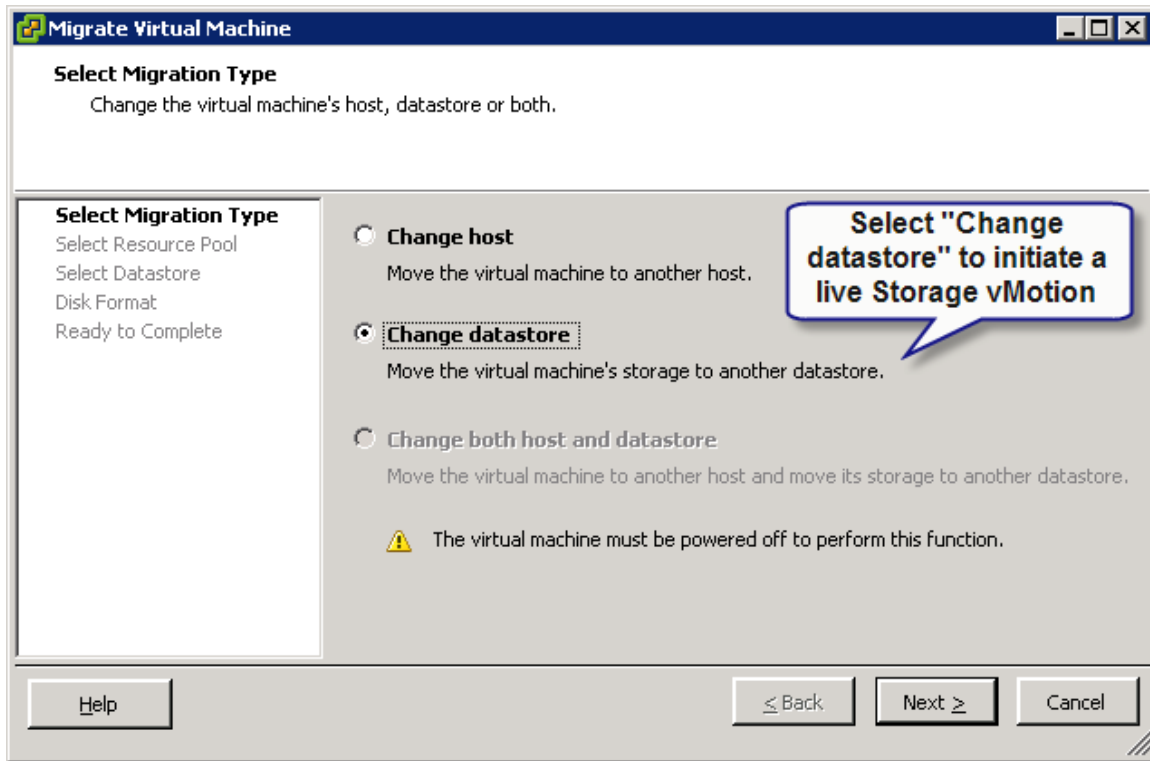 Migrate Virtual Machine
Select Migration Type
Change the virtual machine's host, datastore or both.
Select Migration Type
Select Resource Pool
Select Datastore
Disk Format
Ready to Complete
Change host
Move the virtual machine to another host.
Select "Change
datastore" to initiate a
live Storage vMotion
Change datastore
Move the virtual machine's storage to another datastore.
Change both host and datastore
Move the virtual machine to another host and move its storage to another datastore.
The virtual machine must be powered off to perform this function.
Help
< Back
Next >
Cancel